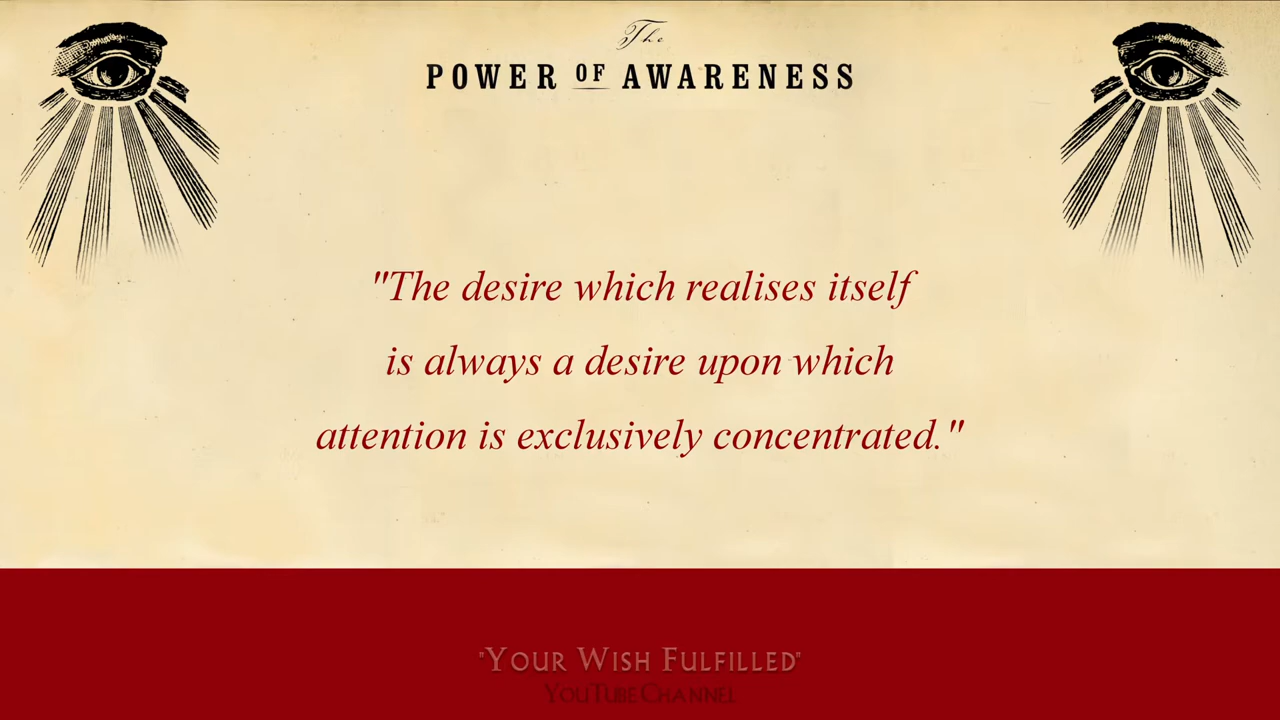 The
POWER OF AWARENESS
"The desire which realises itself
is always a desire upon which
attention is exclusively concentrated."
"YOUR WISH FULFILLED"
YOUTUBE CHANNEL